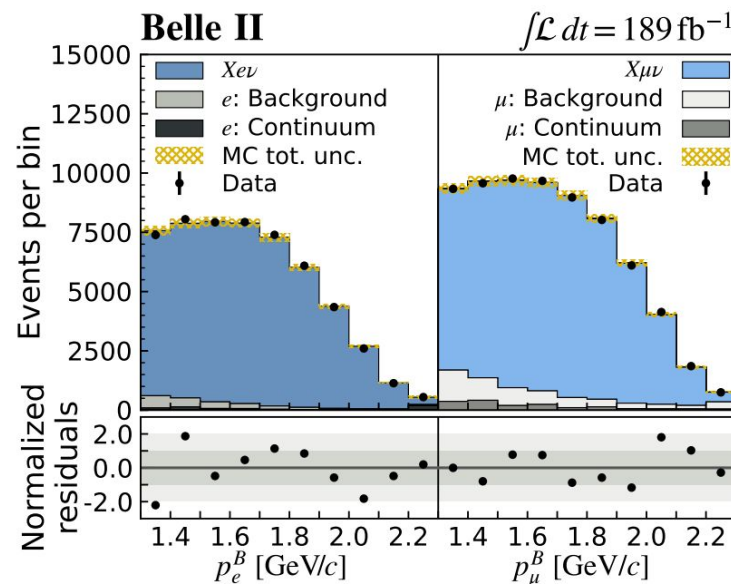 Belle II ∫ℒ dt = 189 fb⁻¹
15000
12500
10000
7500
5000
2500
0
Events per bin
Xeν
e: Background
e: Continuum
MC tot. unc.
Data
Xμν
μ: Background
μ: Continuum
MC tot. unc.
Data
Normalized
residuals
2.0
0.0
-2.0
1.4 1.6 1.8 2.0 2.2 1.4 1.6 1.8 2.0 2.2
p_e^B [GeV/c] p_μ^B [GeV/c]